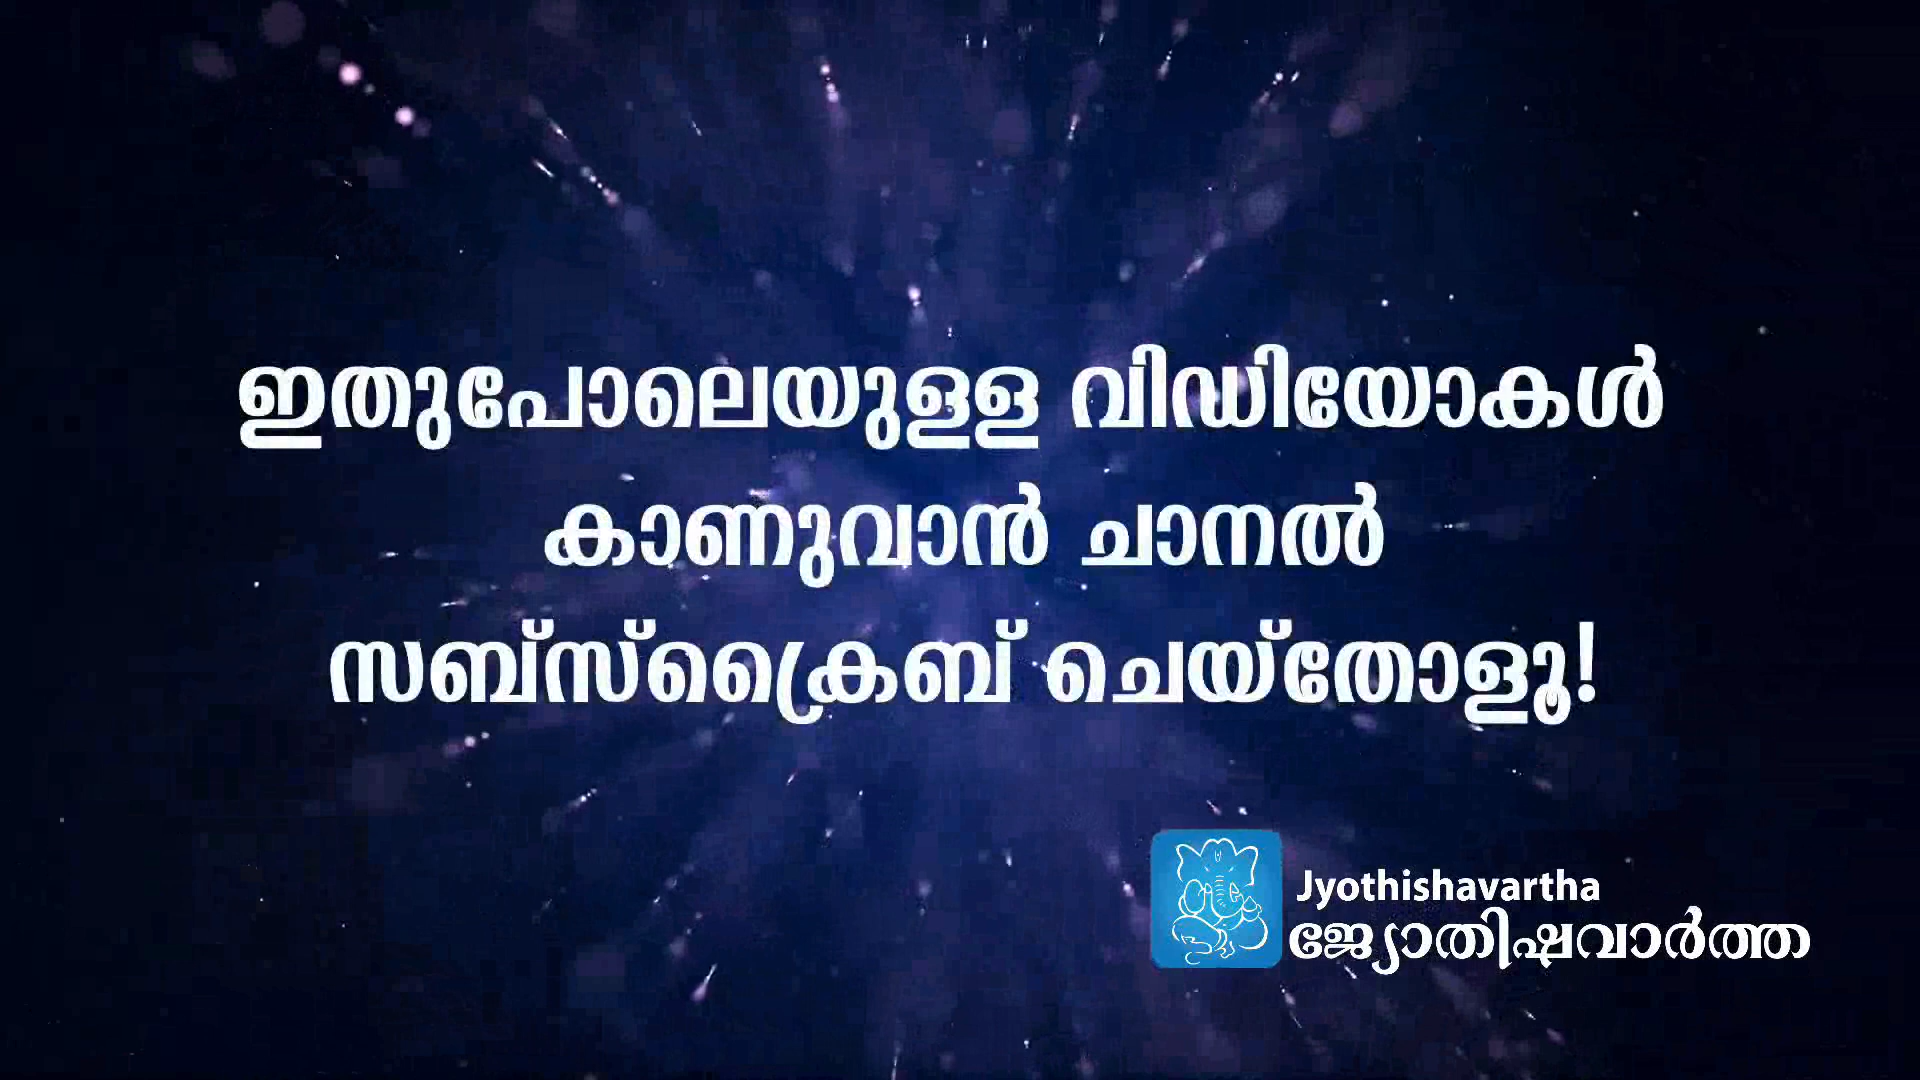 ഇതുപോലെയുള്ള വിഡിയോകൾ
കാണുവാൻ ചാനൽ
സബ്സ്ക്രൈബ് ചെയ്തോളൂ!
Jyothishavartha
ജ്യോതിഷവാർത്ത